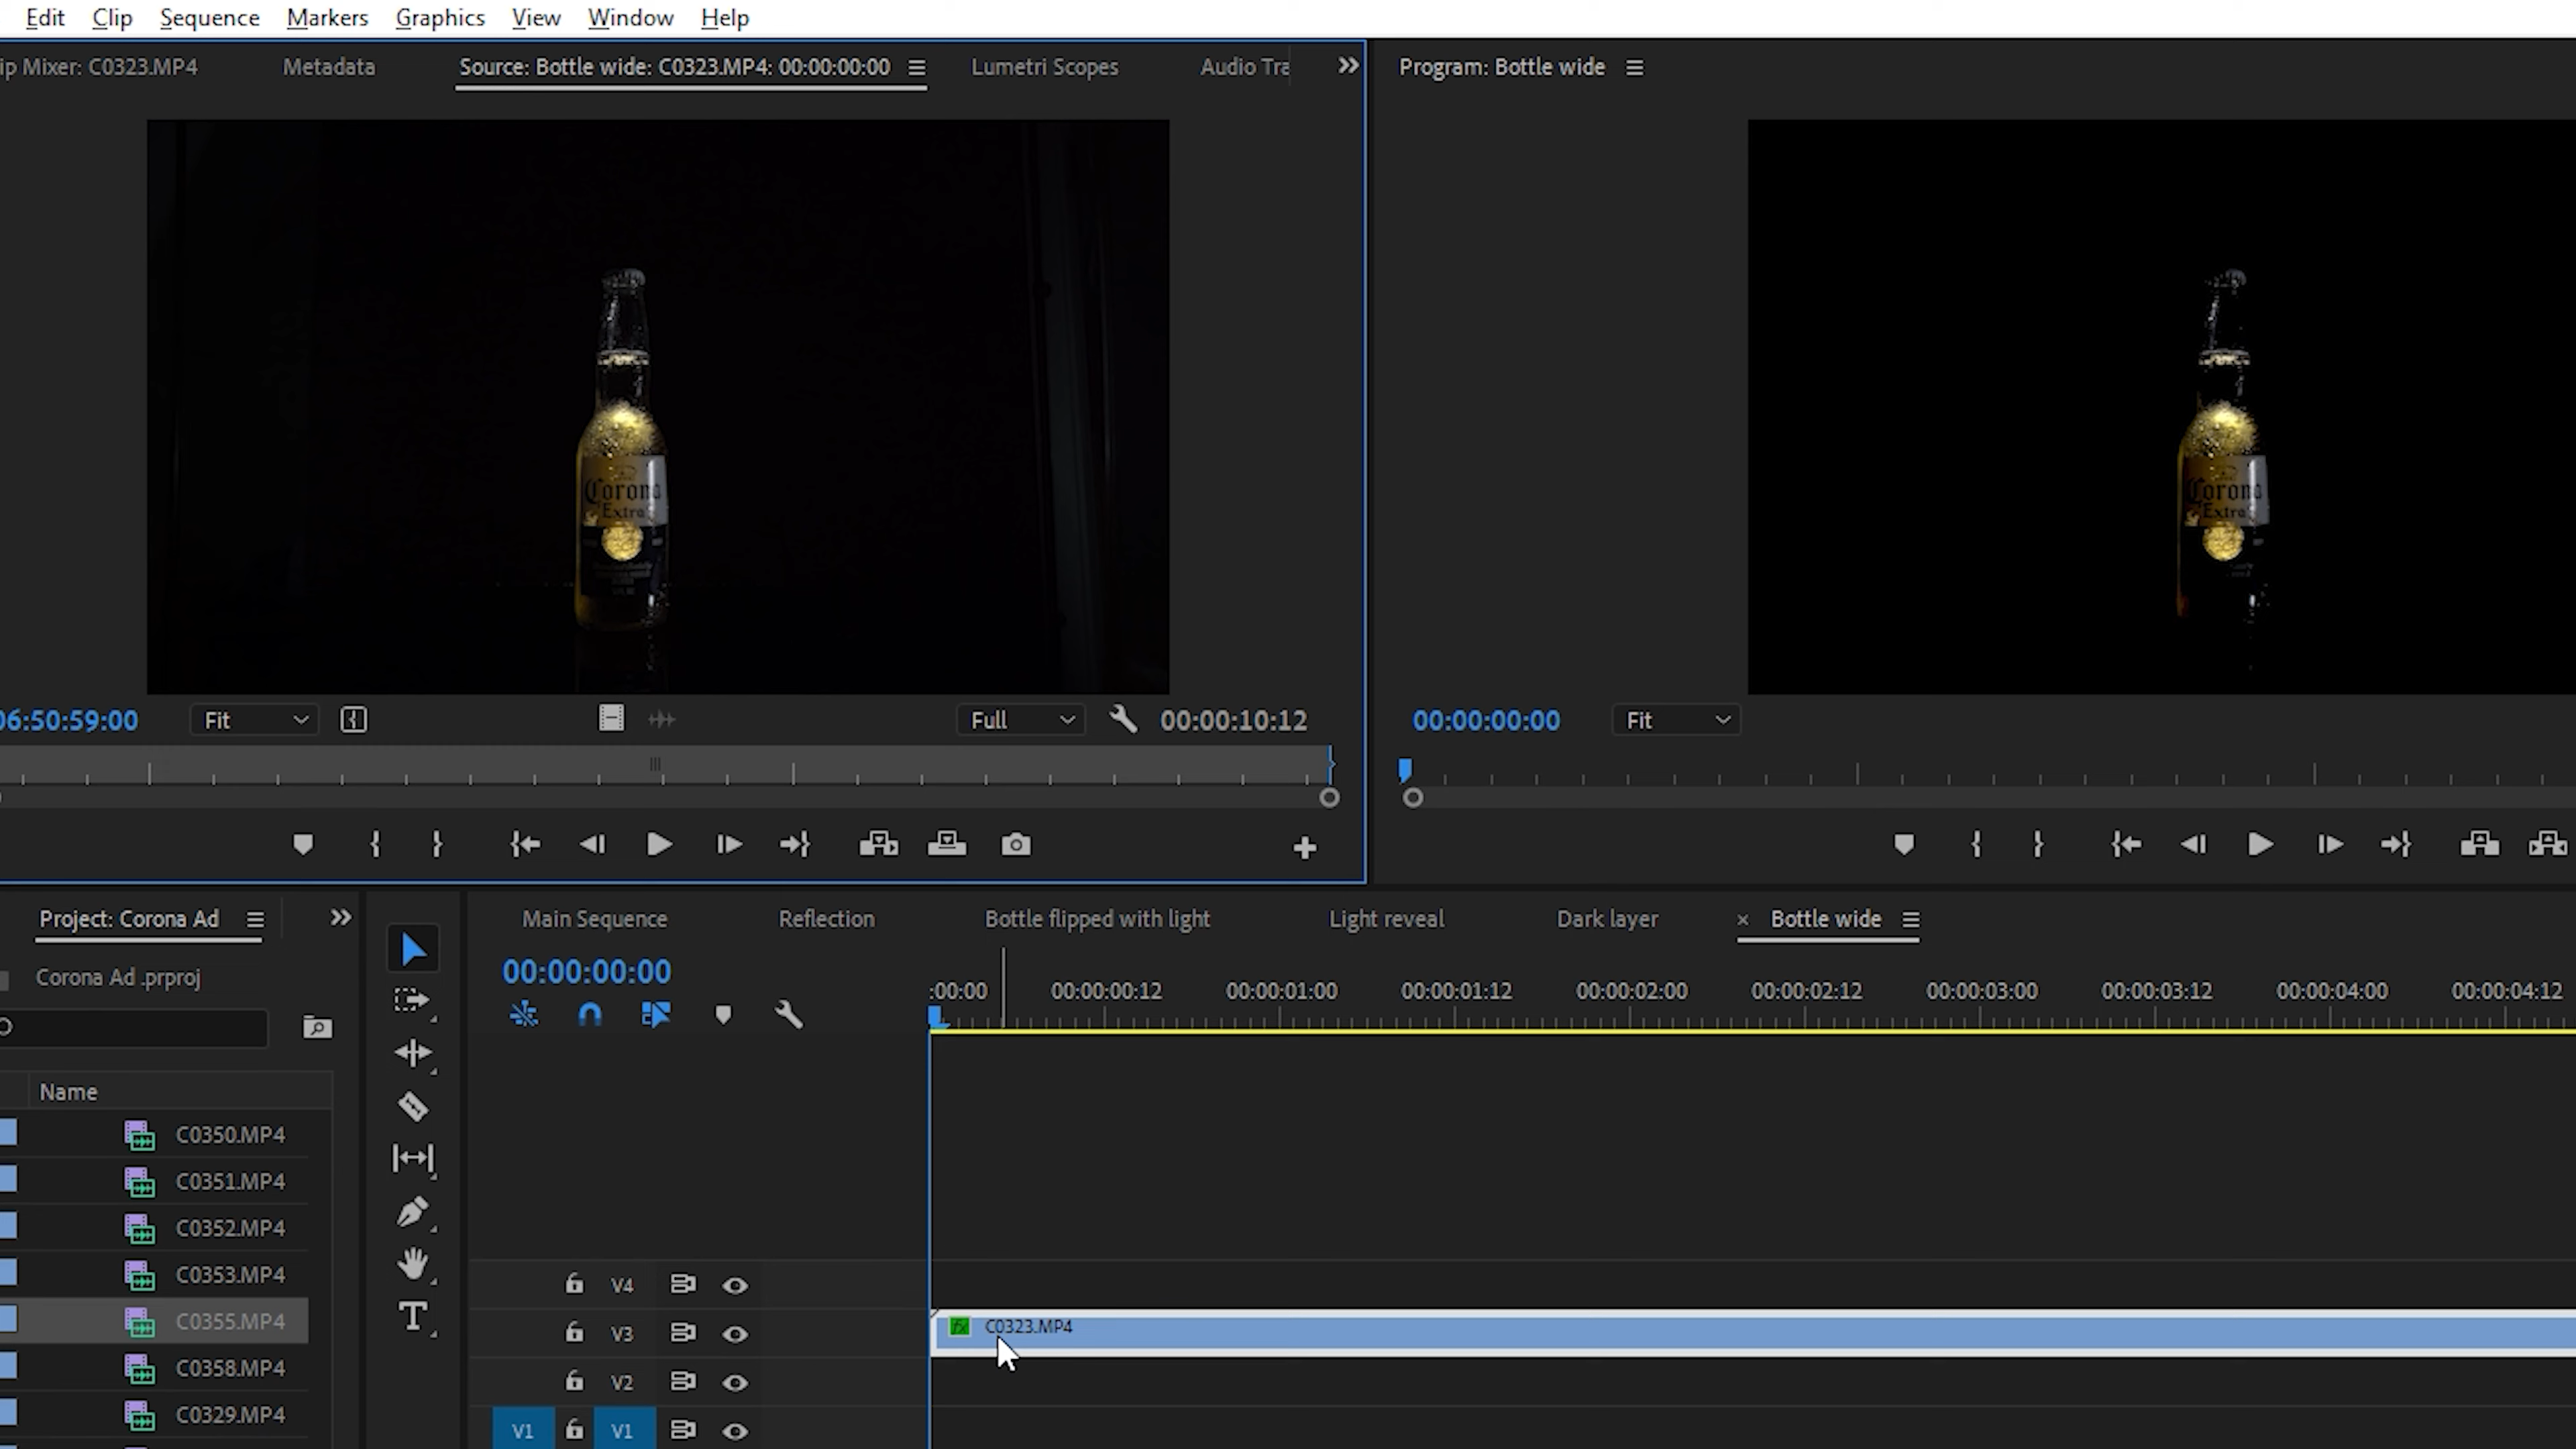 Edit Clip Sequence Markers Graphics View Window Help
ip Mixer: C0323.MP4 Metadata Source: Bottle wide: C0323.MP4: 00:00:00:00 Lumetri Scopes Audio Tra Program: Bottle wide
Corona
Extra
Corona
Extra
06:50:59:00 Fit Full 00:00:10:12 00:00:00:00 Fit
Project: Corona Ad Main Sequence Reflection Bottle flipped with light Light reveal Dark layer × Bottle wide
Corona Ad .prproj 00:00:00:00
:00:00 00:00:00:12 00:00:01:00 00:00:01:12 00:00:02:00 00:00:02:12 00:00:03:00 00:00:03:12 00:00:04:00 00:00:04:12
Name
C0350.MP4
C0351.MP4
C0352.MP4
C0353.MP4
V4
C0355.MP4
V3 fx C0323.MP4
C0358.MP4
V2
C0329.MP4
V1 V1